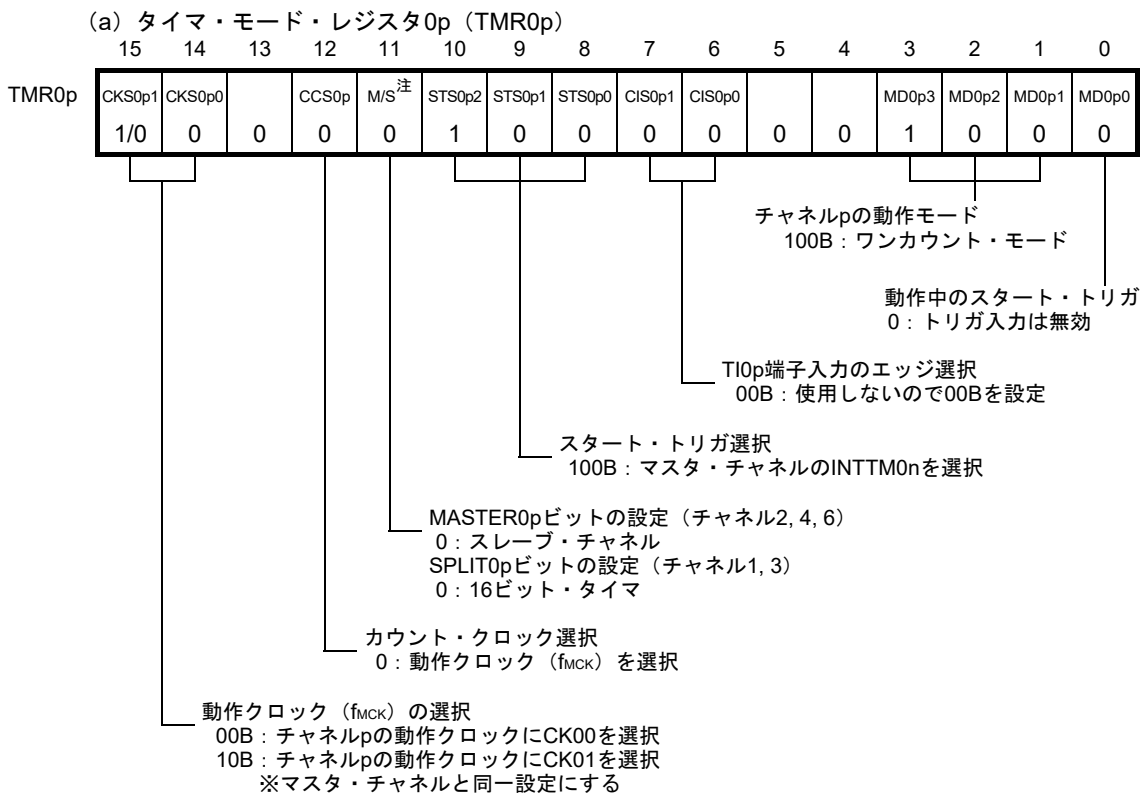 （a）タイマ・モード・レジスタ0p（TMR0p）
15 14 13 12 11 10 9 8 7 6 5 4 3 2 1 0
TMR0p CKS0p1 CKS0p0 CCS0p M/S注 STS0p2 STS0p1 STS0p0 CIS0p1 CIS0p0 MD0p3 MD0p2 MD0p1 MD0p0
1/0 0 0 0 0 1 0 0 0 0 0 0 1 0 0 0
チャネルpの動作モード
100B：ワンカウント・モード
動作中のスタート・トリガ
0：トリガ入力は無効
TI0p端子入力のエッジ選択
00B：使用しないので00Bを設定
スタート・トリガ選択
100B：マスタ・チャネルのINTTM0nを選択
MASTER0pビットの設定（チャネル2, 4, 6）
0：スレーブ・チャネル
SPLIT0pビットの設定（チャネル1, 3）
0：16ビット・タイマ
カウント・クロック選択
0：動作クロック（fMCK）を選択
動作クロック（fMCK）の選択
00B：チャネルpの動作クロックにCK00を選択
10B：チャネルpの動作クロックにCK01を選択
※マスタ・チャネルと同一設定にする